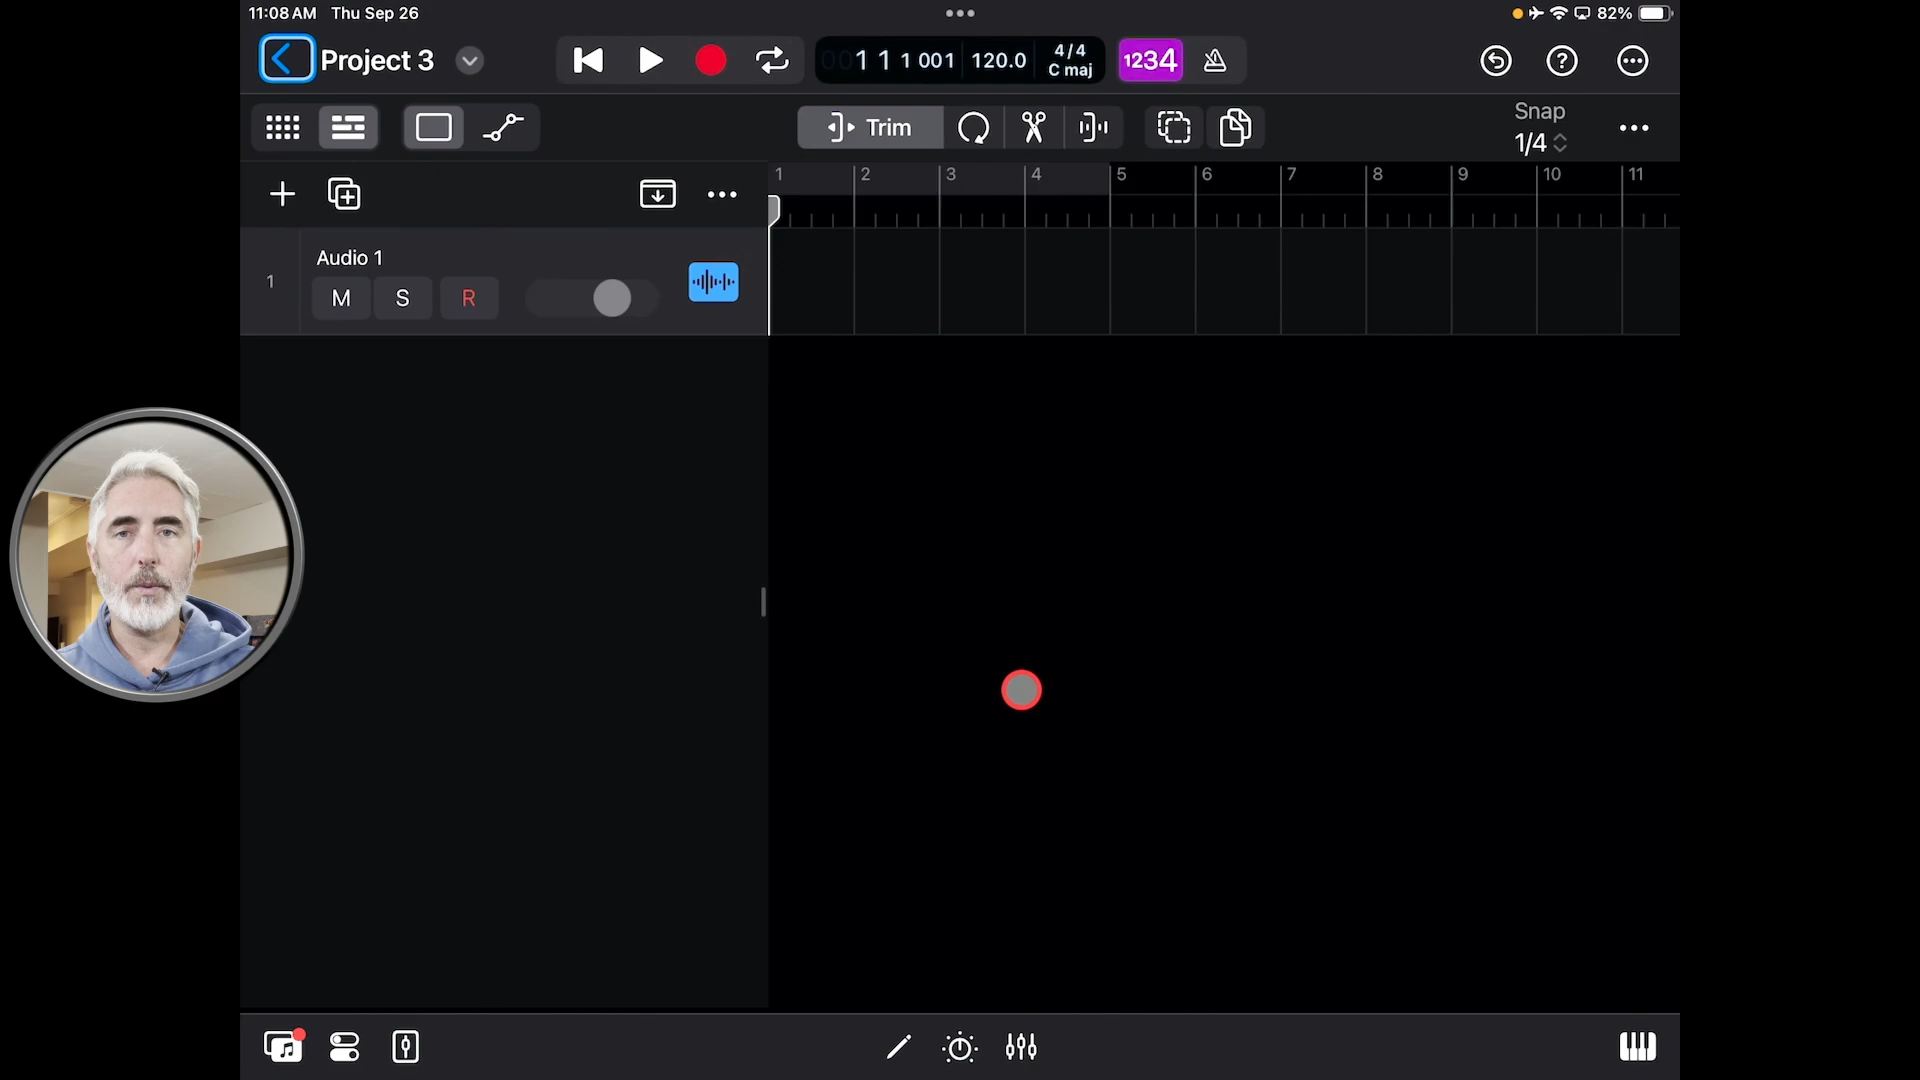 11:08 AM Thu Sep 26
82%
Project 3
001 1 1 001
120.0
4/4
C maj
1234
?
Trim
Snap
1/4
1 2 3 4 5 6 7 8 9 10 11
1
Audio 1
M S R